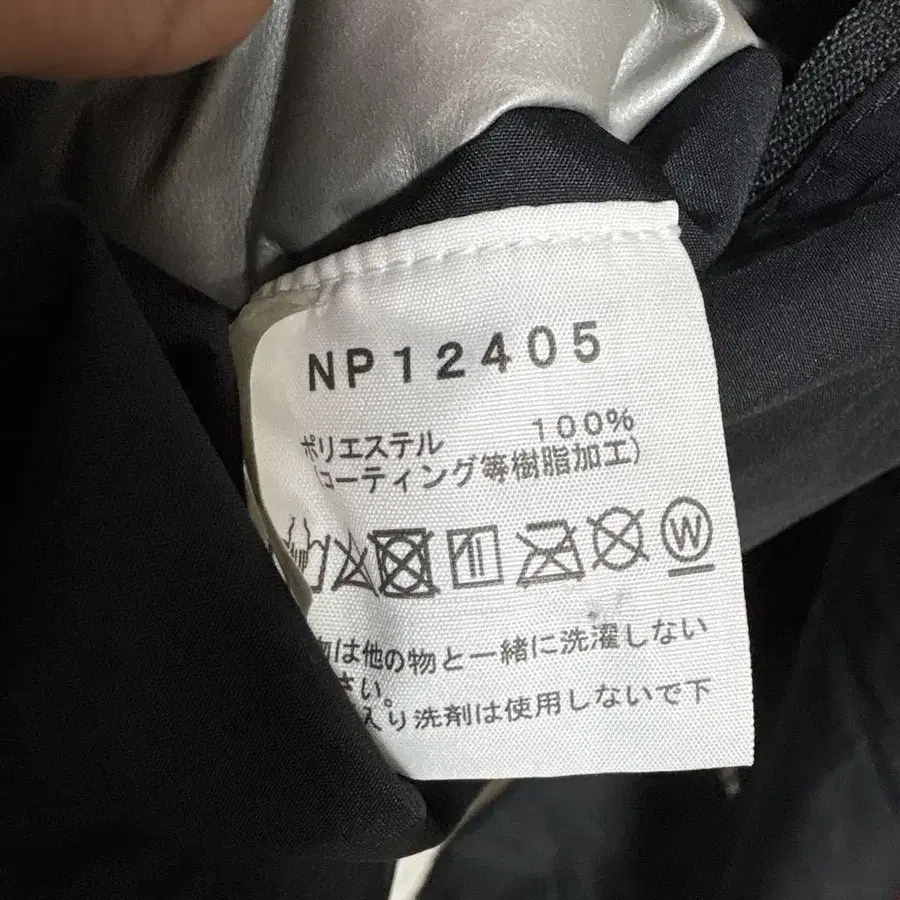 NP12405
ポリエステル 100%
(コーティング等樹脂加工)
W
物は他の物と一緒に洗濯しない
さい。
入り洗剤は使用しないで下